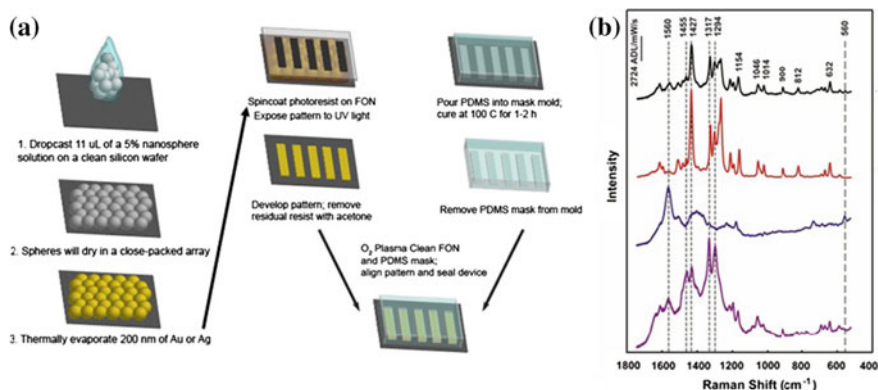 (a)
1. Dropcast 11 uL of a 5% nanosphere
solution on a clean silicon wafer
2. Spheres will dry in a close-packed array
3. Thermally evaporate 200 nm of Au or Ag
Spincoat photoresist on FON
Expose pattern to UV light
Develop pattern; remove
residual resist with acetone
Pour PDMS into mask mold;
cure at 100 C for 1-2 h
Remove PDMS mask from mold
O2 Plasma Clean FON
and PDMS mask;
align pattern and seal device
(b)
2724 ADU/mW/s
1560
1455
1427
1317
1294
1154
1046
1014
900
812
632
560
Intensity
1800 1600 1400 1200 1000 800 600 400
Raman Shift (cm-1)